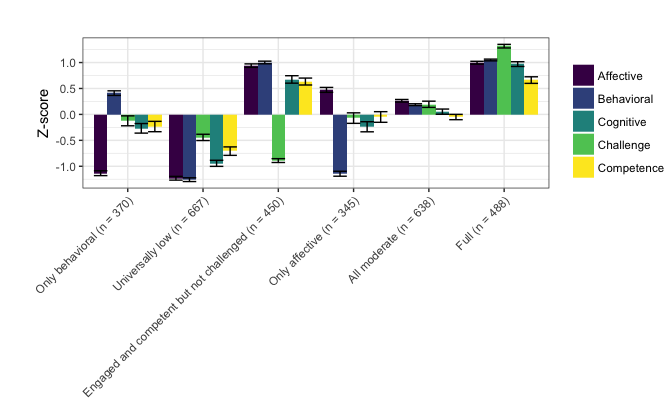 Z-score
1.0
0.5
0.0
-0.5
-1.0
Only behavioral (n = 370)
Universally low (n = 667)
Engaged and competent but not challenged (n = 450)
Only affective (n = 345)
All moderate (n = 638)
Full (n = 488)
Affective
Behavioral
Cognitive
Challenge
Competence